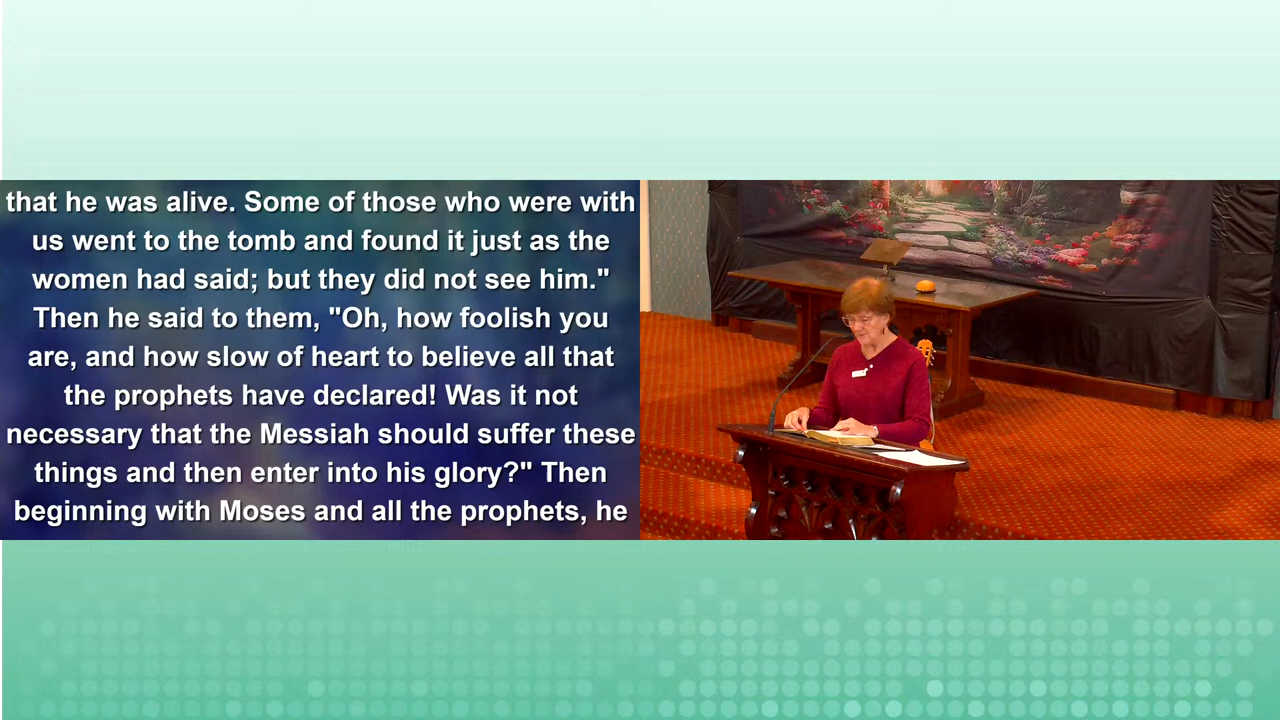 that he was alive. Some of those who were with
us went to the tomb and found it just as the
women had said; but they did not see him."
Then he said to them, "Oh, how foolish you
are, and how slow of heart to believe all that
the prophets have declared! Was it not
necessary that the Messiah should suffer these
things and then enter into his glory?" Then
beginning with Moses and all the prophets, he